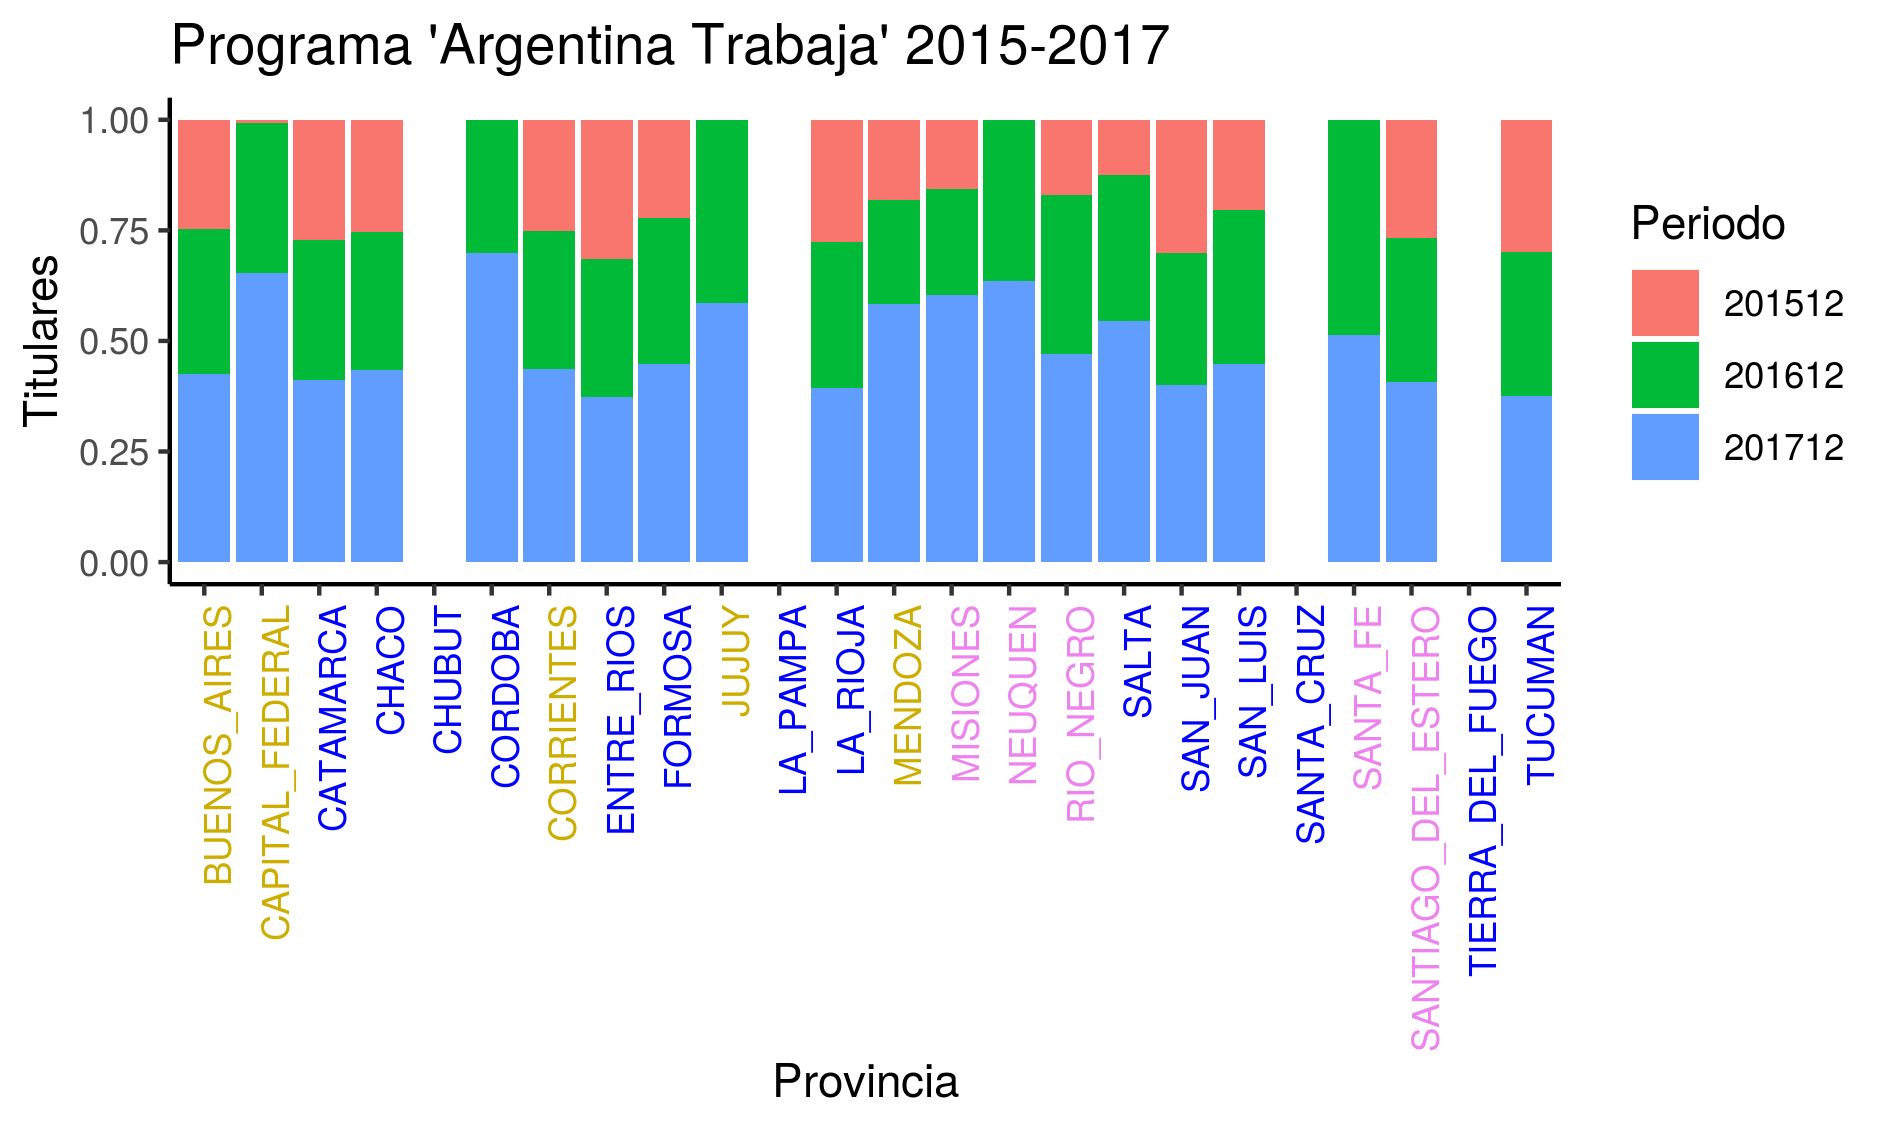 Programa 'Argentina Trabaja' 2015-2017
Titulares
1.00
0.75
0.50
0.25
0.00
BUENOS_AIRES
CAPITAL_FEDERAL
CATAMARCA
CHACO
CHUBUT
CORDOBA
CORRIENTES
ENTRE_RIOS
FORMOSA
JUJUY
LA_PAMPA
LA_RIOJA
MENDOZA
MISIONES
NEUQUEN
RIO_NEGRO
SALTA
SAN_JUAN
SAN_LUIS
SANTA_CRUZ
SANTA_FE
SANTIAGO_DEL_ESTERO
TIERRA_DEL_FUEGO
TUCUMAN
Provincia
Periodo
201512
201612
201712